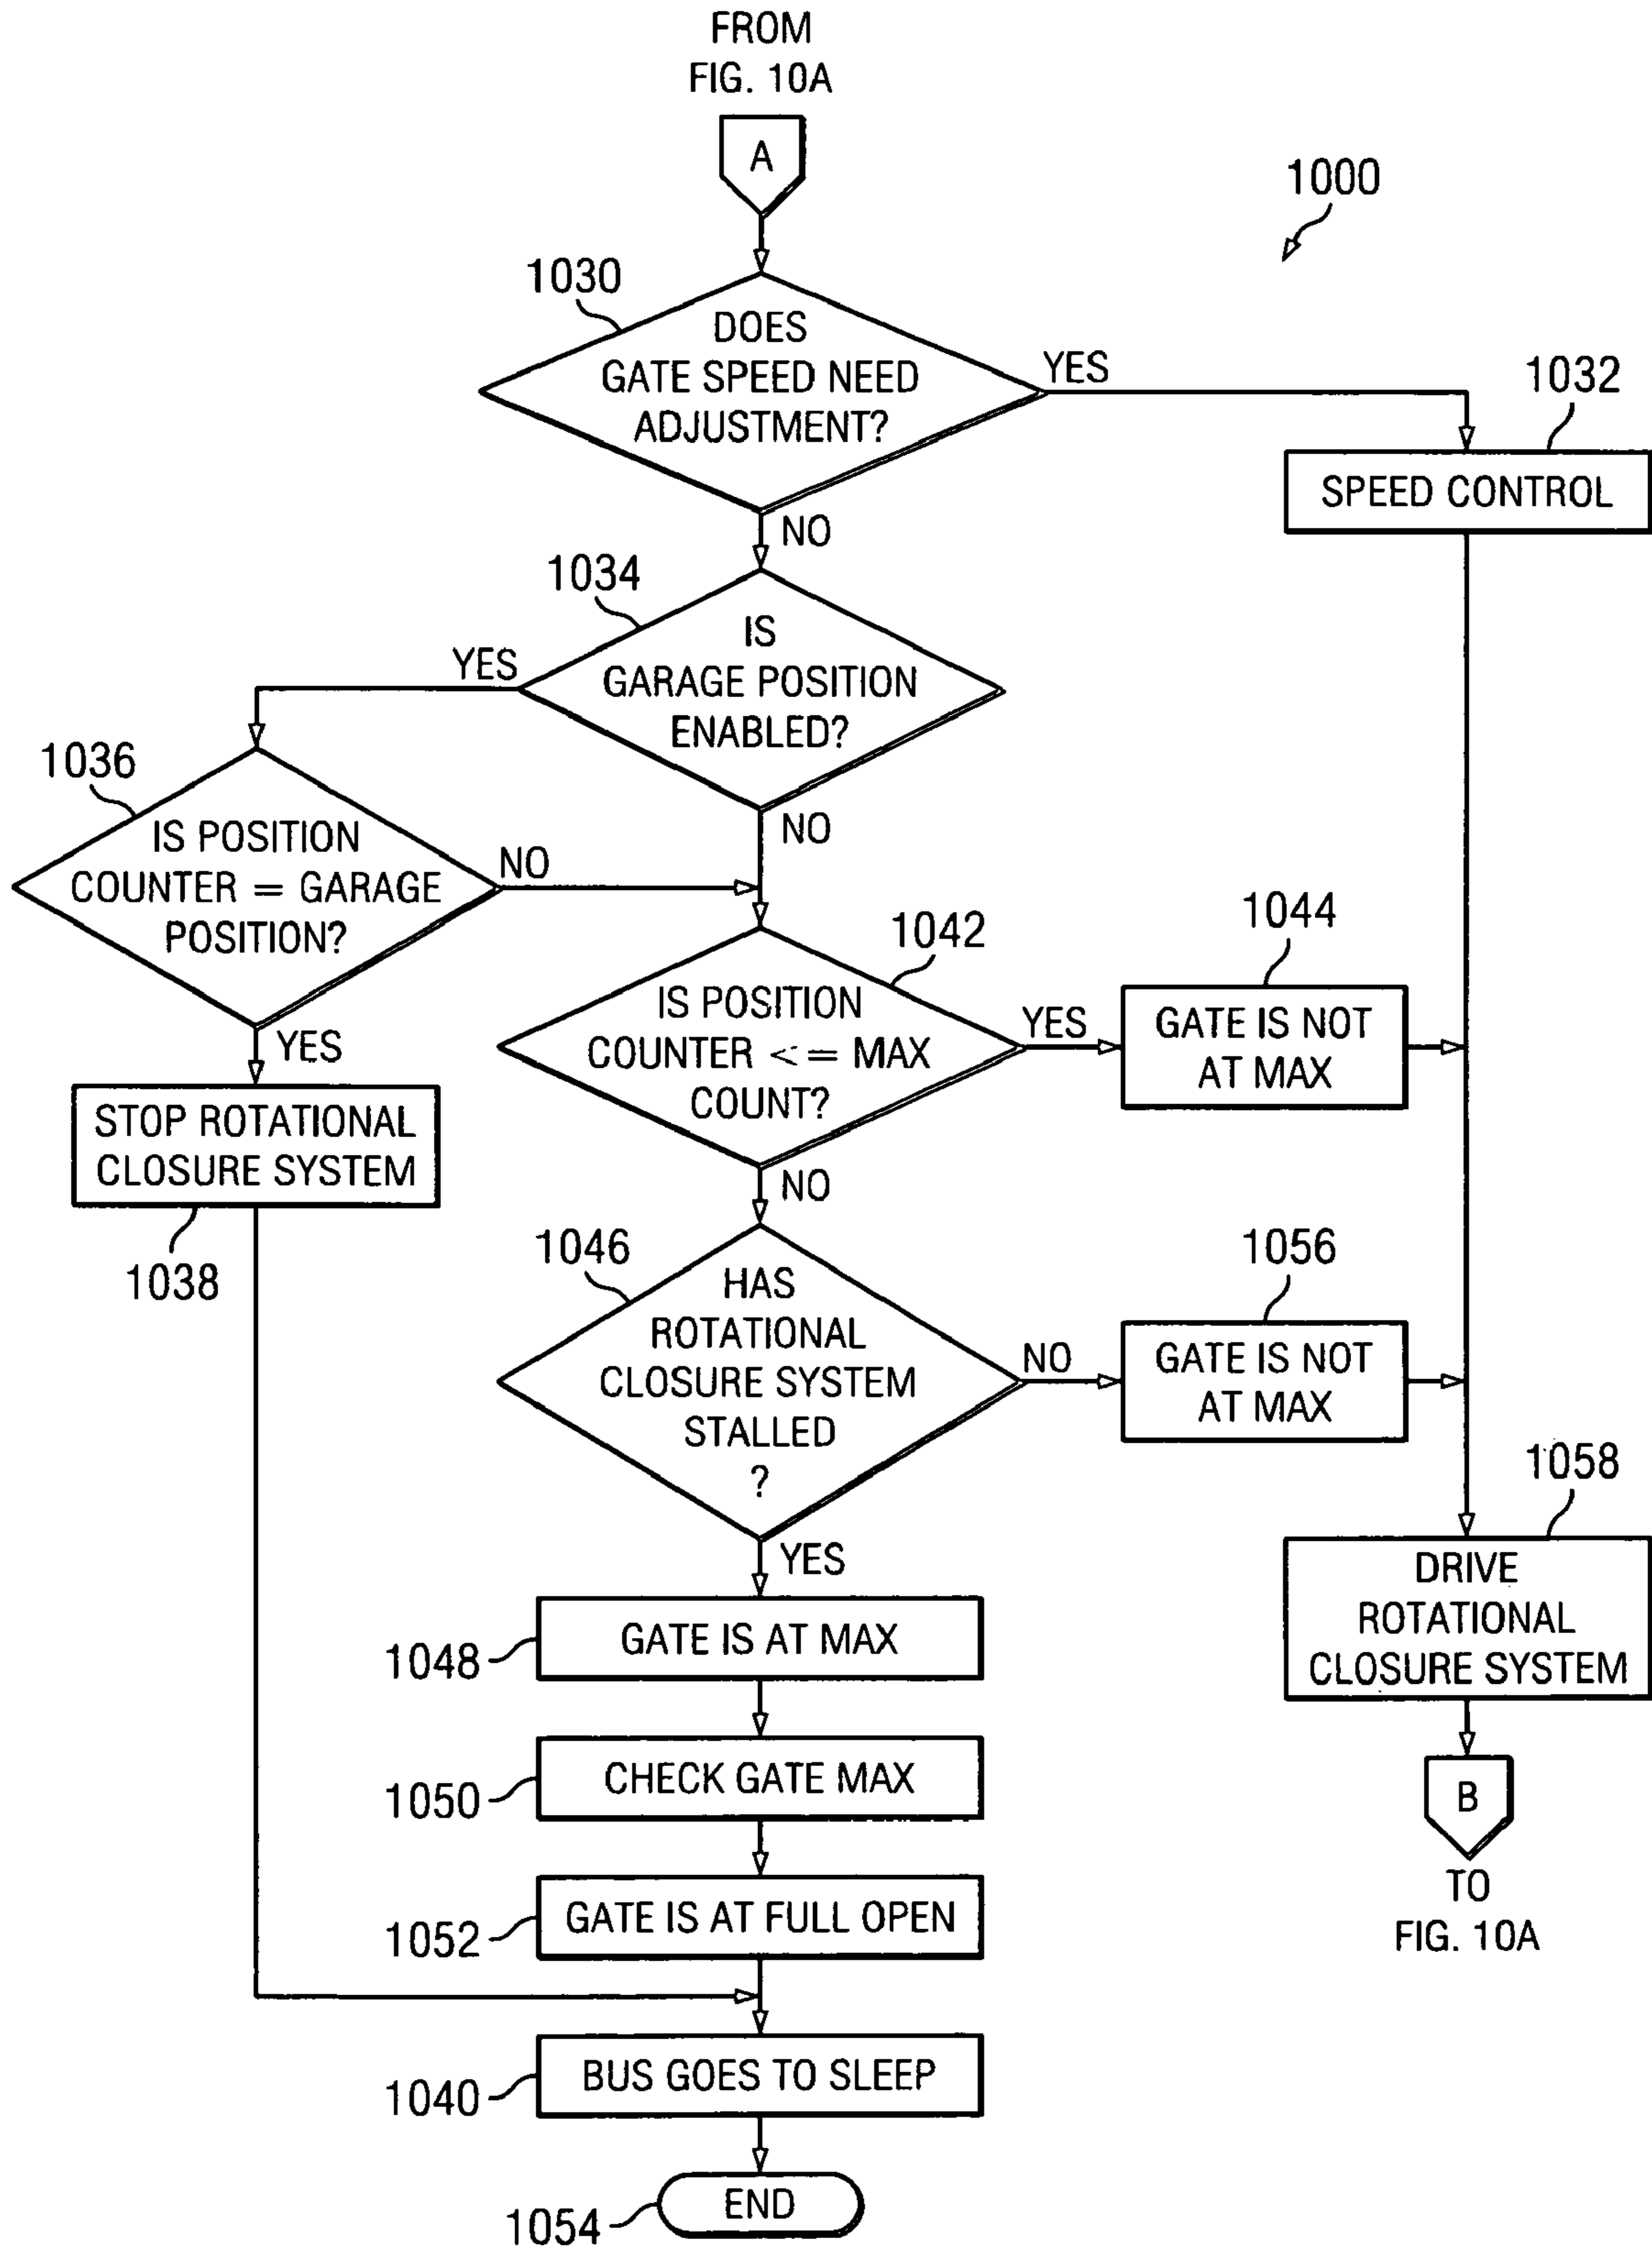 FROM
FIG. 10A
A
1000
1030
DOES
GATE SPEED NEED
ADJUSTMENT?
YES
1032
SPEED CONTROL
NO
1034
IS
GARAGE POSITION
ENABLED?
YES
NO
1036
IS POSITION
COUNTER = GARAGE
POSITION?
NO
YES
1042
IS POSITION
COUNTER <= MAX
COUNT?
YES
1044
GATE IS NOT
AT MAX
STOP ROTATIONAL
CLOSURE SYSTEM
1038
NO
1046
HAS
ROTATIONAL
CLOSURE SYSTEM
STALLED
?
NO
1056
GATE IS NOT
AT MAX
YES
1058
DRIVE
ROTATIONAL
CLOSURE SYSTEM
B
TO
FIG. 10A
GATE IS AT MAX
1048
CHECK GATE MAX
1050
GATE IS AT FULL OPEN
1052
BUS GOES TO SLEEP
1040
END
1054